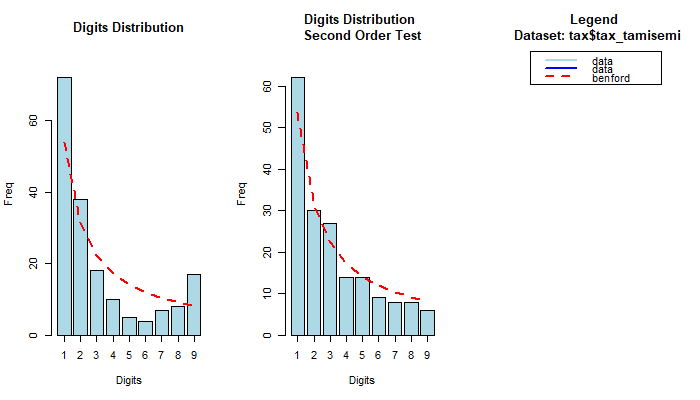 Digits Distribution
Freq
0
20
40
60
1 2 3 4 5 6 7 8 9
Digits
Digits Distribution
Second Order Test
Freq
0
10
20
30
40
50
60
1 2 3 4 5 6 7 8 9
Digits
Legend
Dataset: tax$tax_tamisemi
data
data
benford